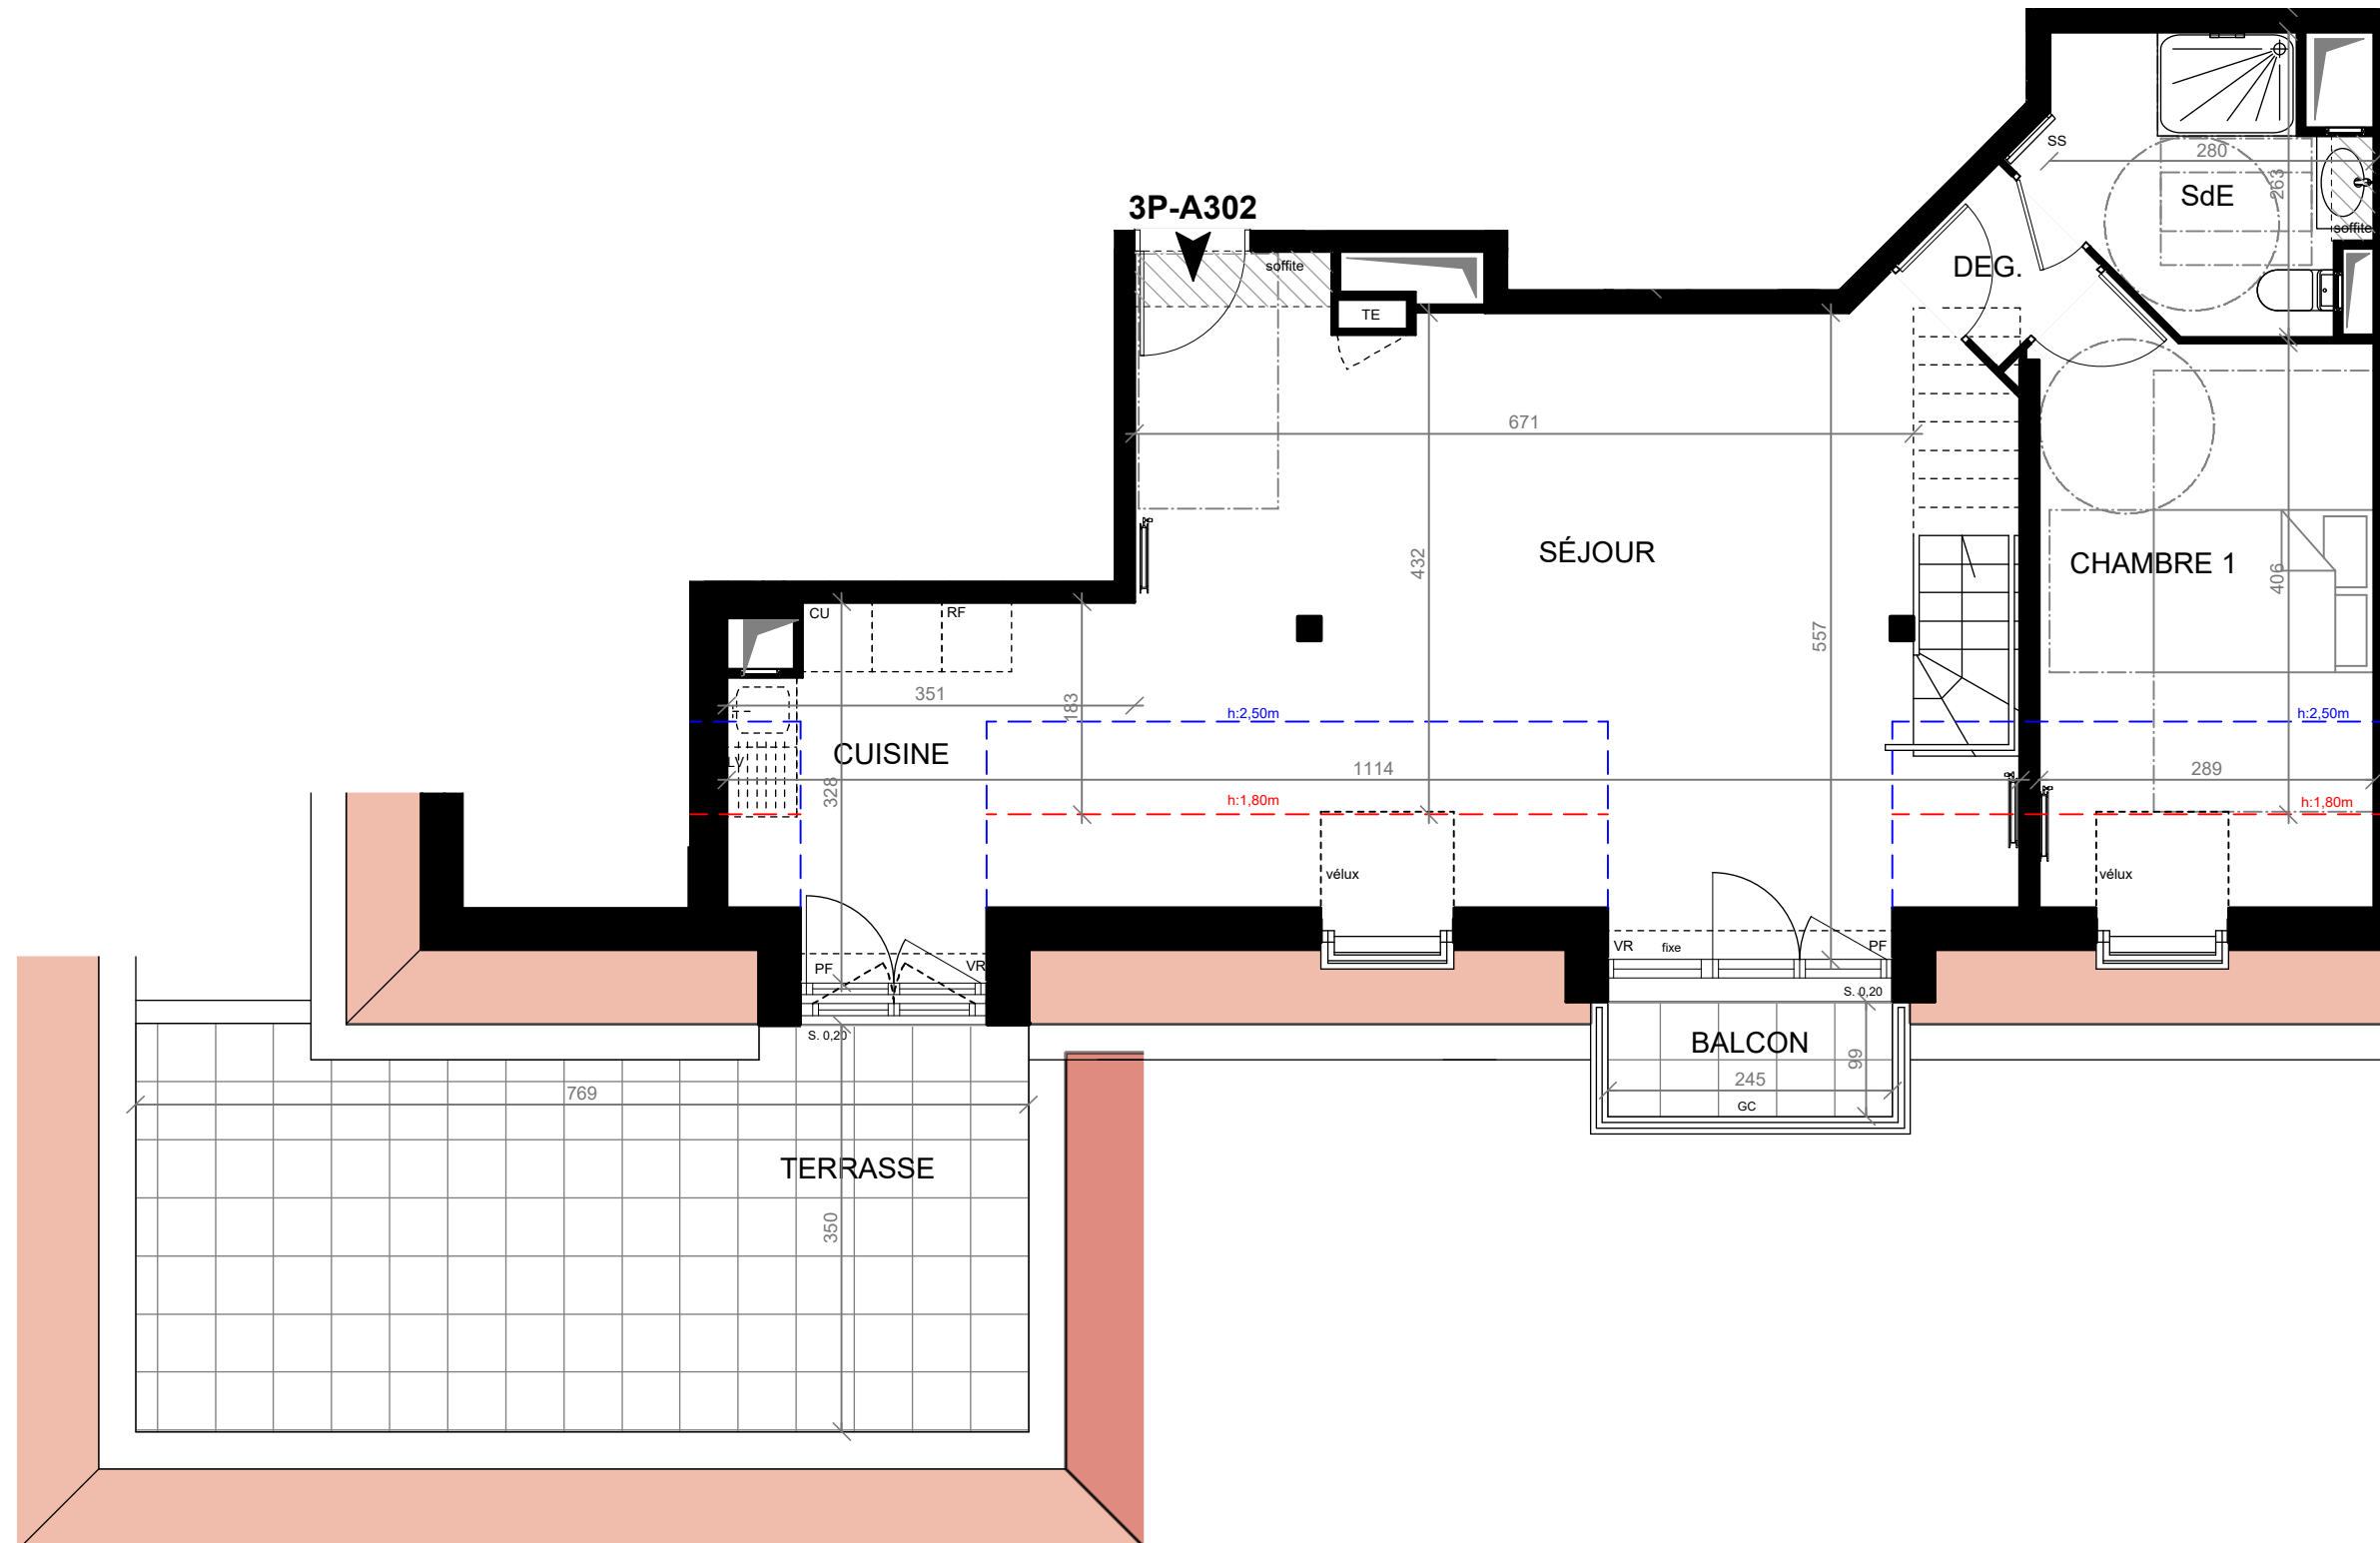 SS
280
263
SdE
soffite
3P-A302
soffite
DEG.
TE
671
432
SÉJOUR
557
CHAMBRE 1
406
CU
RF
351
183
h:2,50m
h:2,50m
LV
CUISINE
328
1114
289
h:1,80m
h:1,80m
vélux
vélux
PF
VR
VR
fixe
PF
S. 0,20
S. 0,20
BALCON
99
245
GC
769
TERRASSE
350